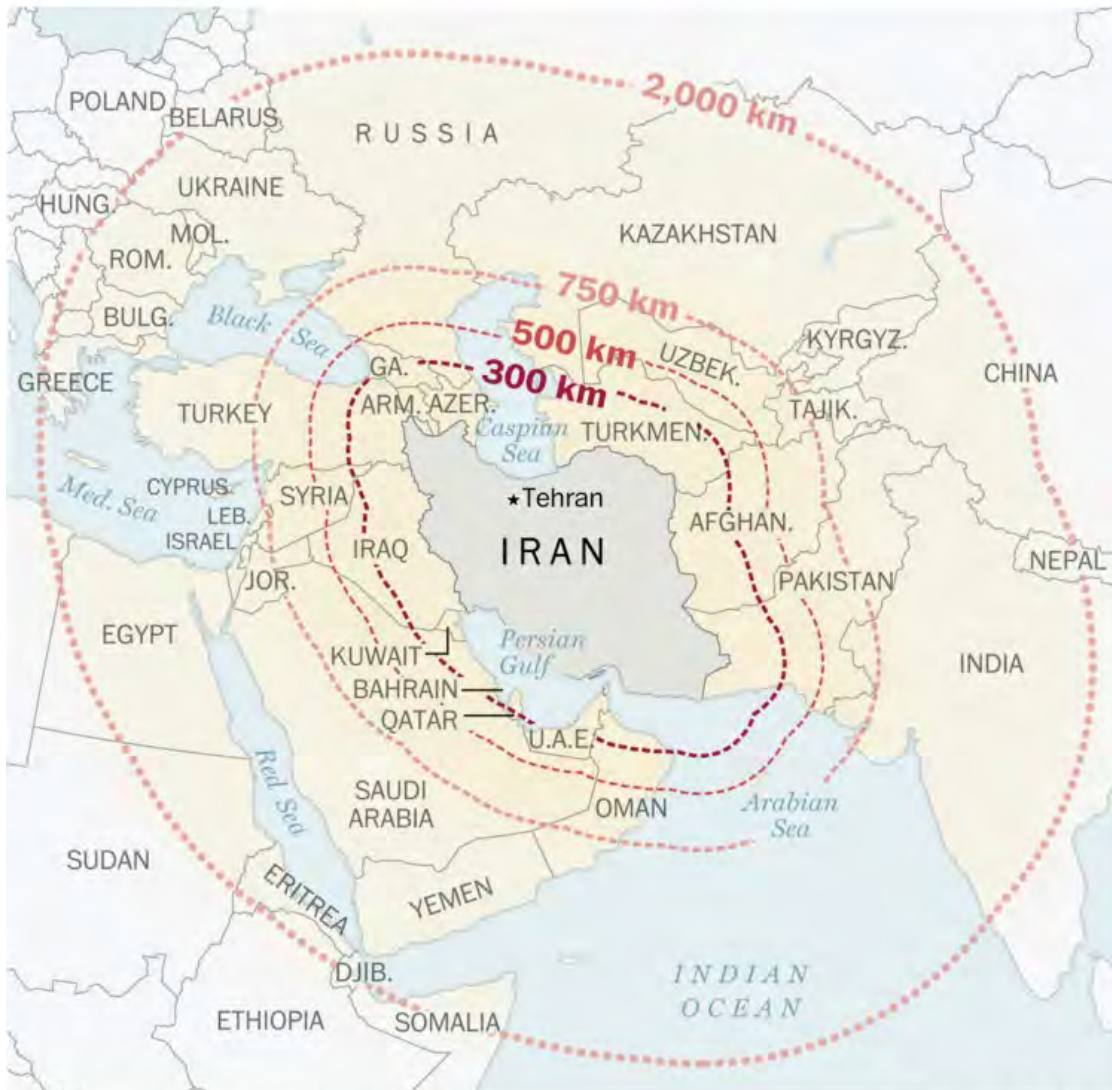 2,000 km
POLAND
BELARUS
RUSSIA
UKRAINE
HUNG.
MOL.
ROM.
KAZAKHSTAN
750 km
BULG.
Black Sea
500 km
KYRGYZ.
UZBEK.
GREECE
GA.
300 km
CHINA
TURKEY
ARM.
AZER.
TAJIK.
Caspian
Sea
TURKMEN.
Med. Sea
CYPRUS
SYRIA
Tehran
LEB.
ISRAEL
IRAQ
IRAN
AFGHAN.
NEPAL
JOR.
PAKISTAN
EGYPT
Persian
Gulf
KUWAIT
INDIA
BAHRAIN
QATAR
U.A.E.
Red Sea
SAUDI
ARABIA
OMAN
Arabian
Sea
SUDAN
ERITREA
YEMEN
DJIB.
INDIAN
OCEAN
ETHIOPIA
SOMALIA